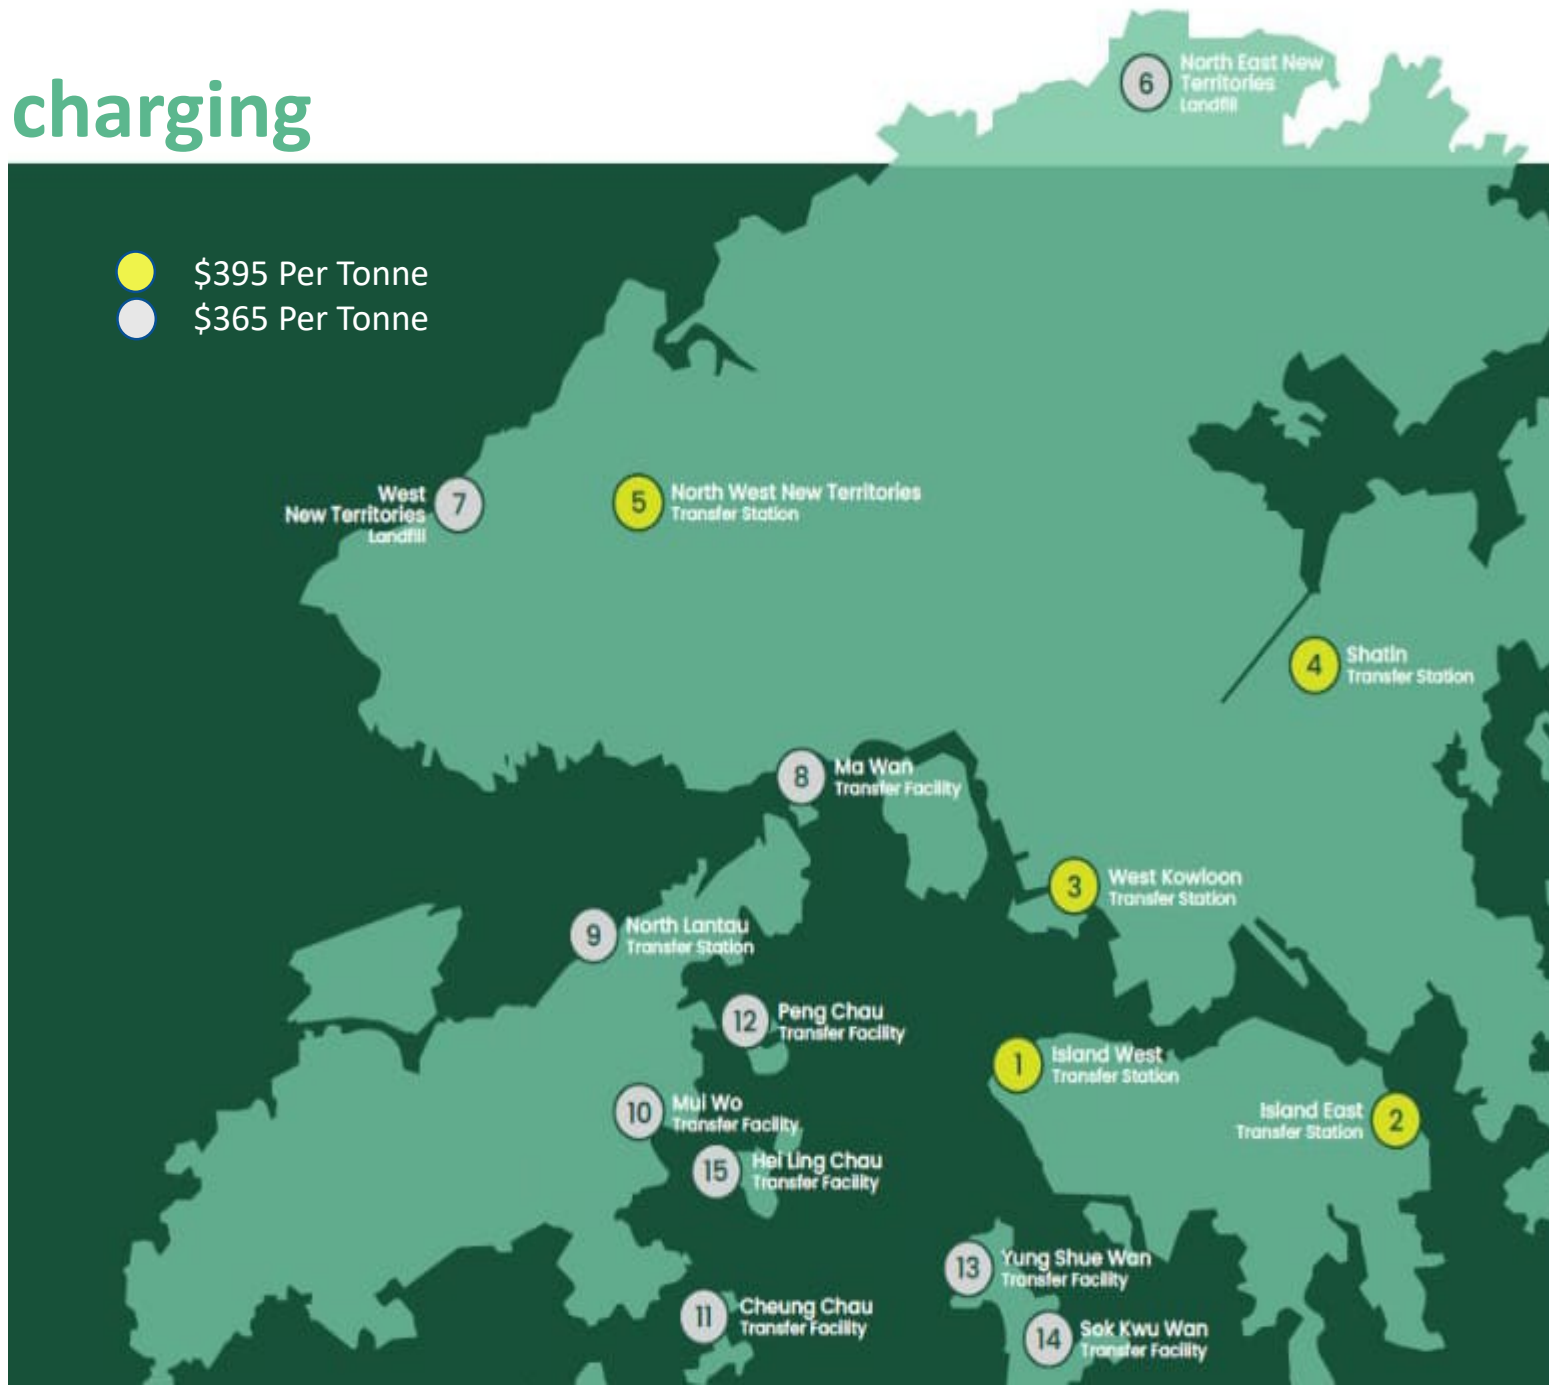 charging
6
North East New
Territories
Landfill
$395 Per Tonne
$365 Per Tonne
West
New Territories
Landfill
7
5
North West New Territories
Transfer Station
4
Shatin
Transfer Station
8
Ma Wan
Transfer Facility
3
West Kowloon
Transfer Station
9
North Lantau
Transfer Station
12
Peng Chau
Transfer Facility
1
Island West
Transfer Station
10
Mui Wo
Transfer Facility
Island East
Transfer Station
2
15
Hei Ling Chau
Transfer Facility
13
Yung Shue Wan
Transfer Facility
11
Cheung Chau
Transfer Facility
14
Sok Kwu Wan
Transfer Facility